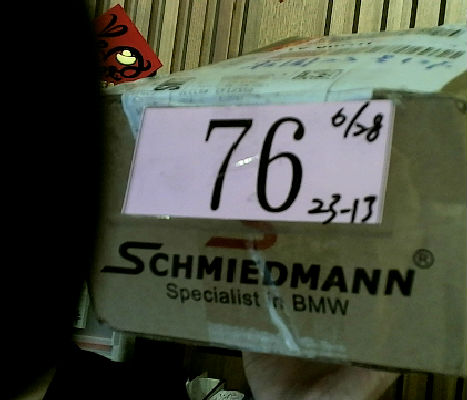 76
6/28
23-13
SCHMIEDMANN®
Specialist in BMW